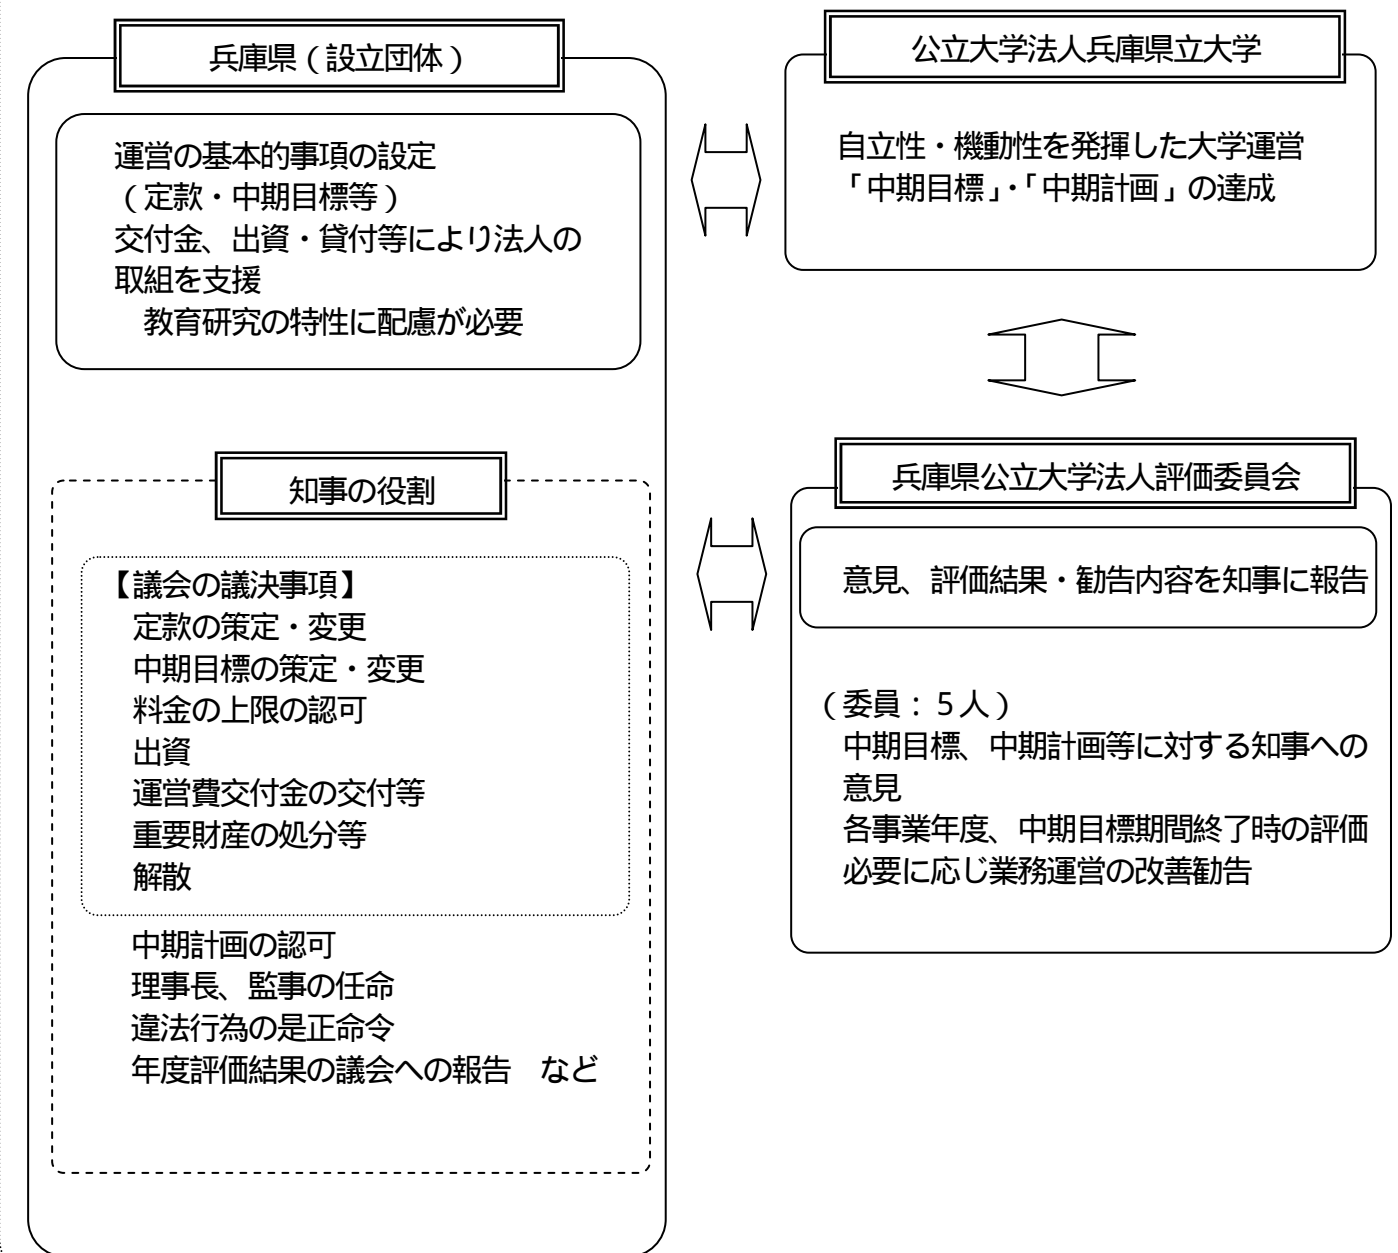 兵庫県（設立団体）
運営の基本的事項の設定
（定款・中期目標等）
交付金、出資・貸付等により法人の
取組を支援
教育研究の特性に配慮が必要
知事の役割
【議会の議決事項】
定款の策定・変更
中期目標の策定・変更
料金の上限の認可
出資
運営費交付金の交付等
重要財産の処分等
解散
中期計画の認可
理事長、監事の任命
違法行為の是正命令
年度評価結果の議会への報告　など
公立大学法人兵庫県立大学
自立性・機動性を発揮した大学運営
「中期目標」・「中期計画」の達成
兵庫県公立大学法人評価委員会
意見、評価結果・勧告内容を知事に報告
（委員：５人）
中期目標、中期計画等に対する知事への
意見
各事業年度、中期目標期間終了時の評価
必要に応じ業務運営の改善勧告